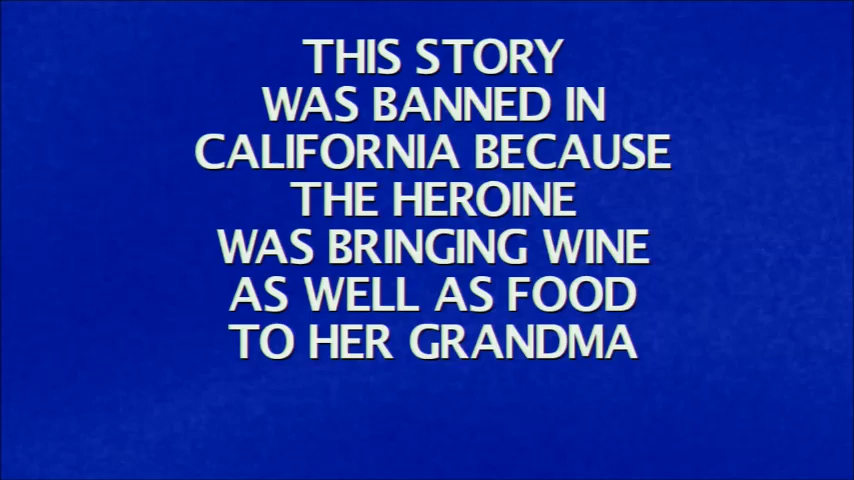 THIS STORY
WAS BANNED IN
CALIFORNIA BECAUSE
THE HEROINE
WAS BRINGING WINE
AS WELL AS FOOD
TO HER GRANDMA